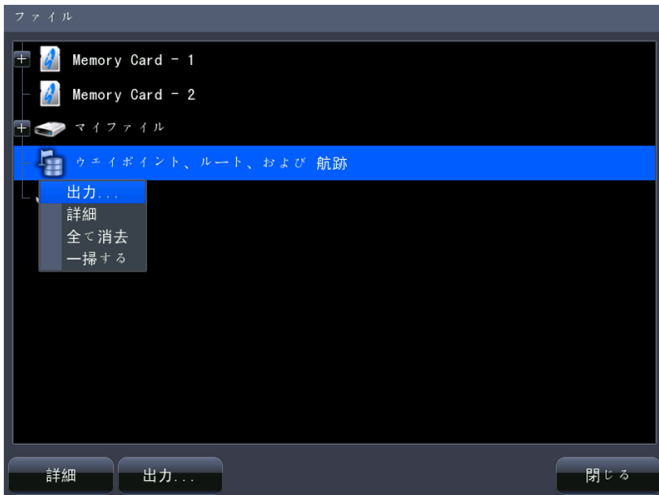 ファイル
Memory Card - 1
Memory Card - 2
マイファイル
ウェイポイント、ルート、および 航跡
出力...
詳細
全て消去
一掃する
詳細
出力...
閉じる